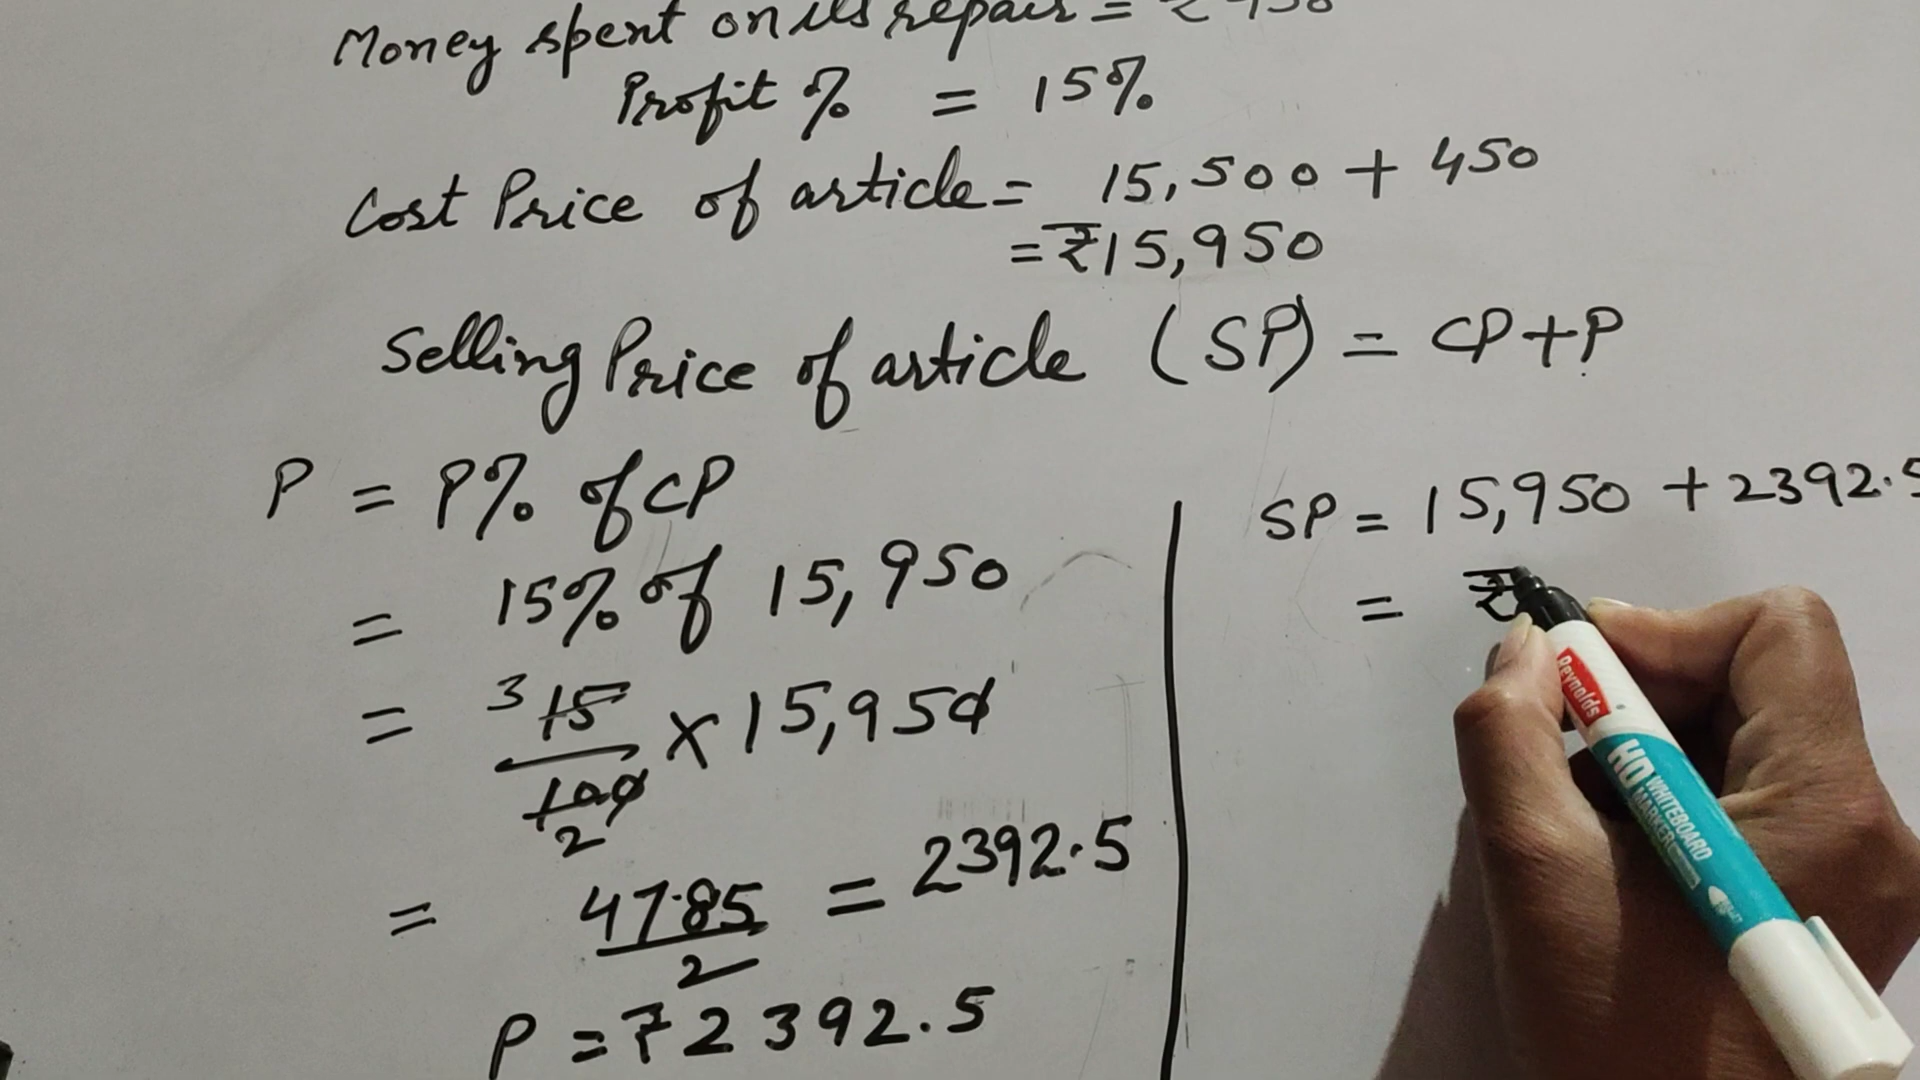 Money spent on its repair = ₹ 450
Profit % = 15%
Cost Price of article = 15,500 + 450
= ₹15,950
Selling Price of article (SP) = CP+P
P = P% of CP
= 15% of 15,950
= 3 15/100 2 × 15,950
= 4785/2 = 2392.5
P = ₹2392.5
SP = 15,950 + 2392.5
= ₹
Reynolds
HD WHITEBOARD MARKER